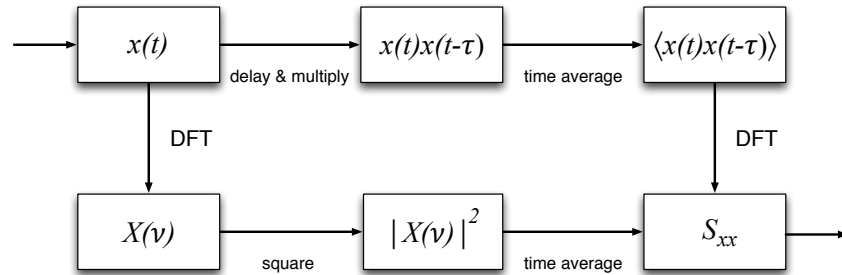 x(t)
x(t)x(t-τ)
⟨x(t)x(t-τ)⟩
delay & multiply
time average
DFT
DFT
X(ν)
|X(ν)|²
Sₓₓ
square
time average